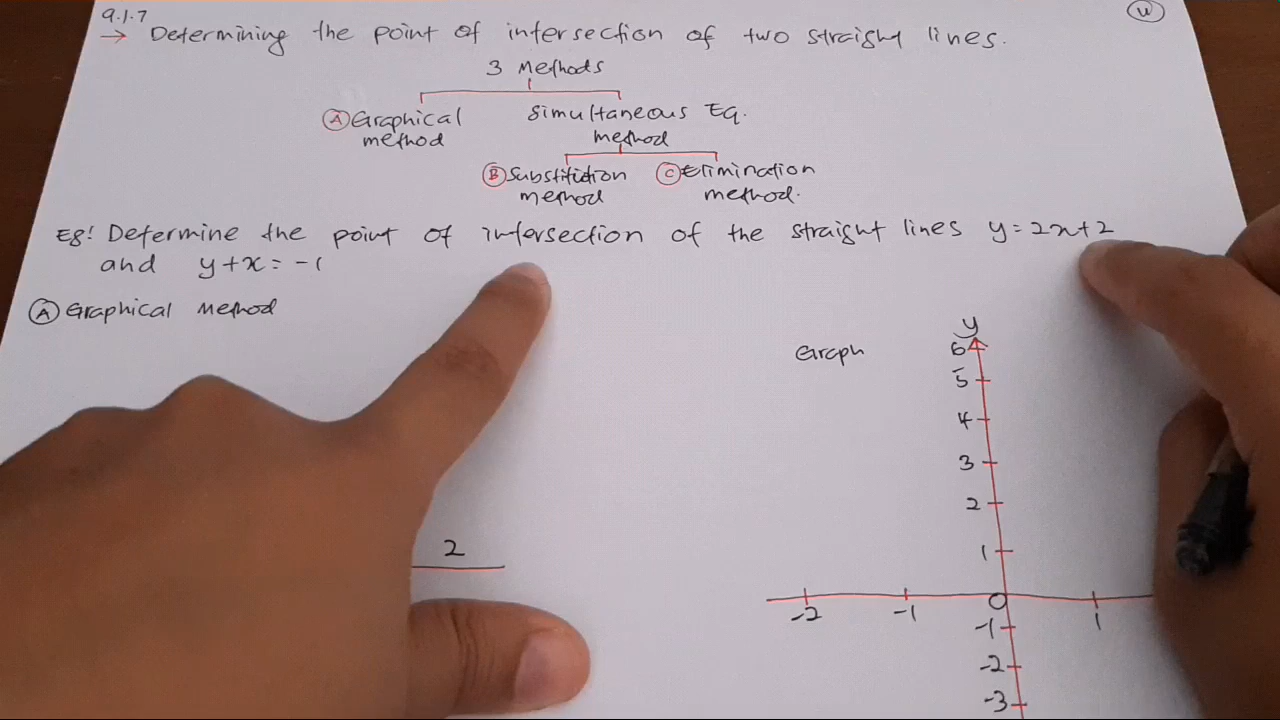 9.1.7
→ Determining the point of intersection of two straight lines.
W
3 Methods
A Graphical method
Simultaneous Eq. method
B Substitution method
C Elimination method.
Eg: Determine the point of intersection of the straight lines y = 2x + 2
and y + x = -1
A Graphical Method
Graph
y
6
5
4
3
2
1
-2 -1 0 1
-1
-2
-3
2